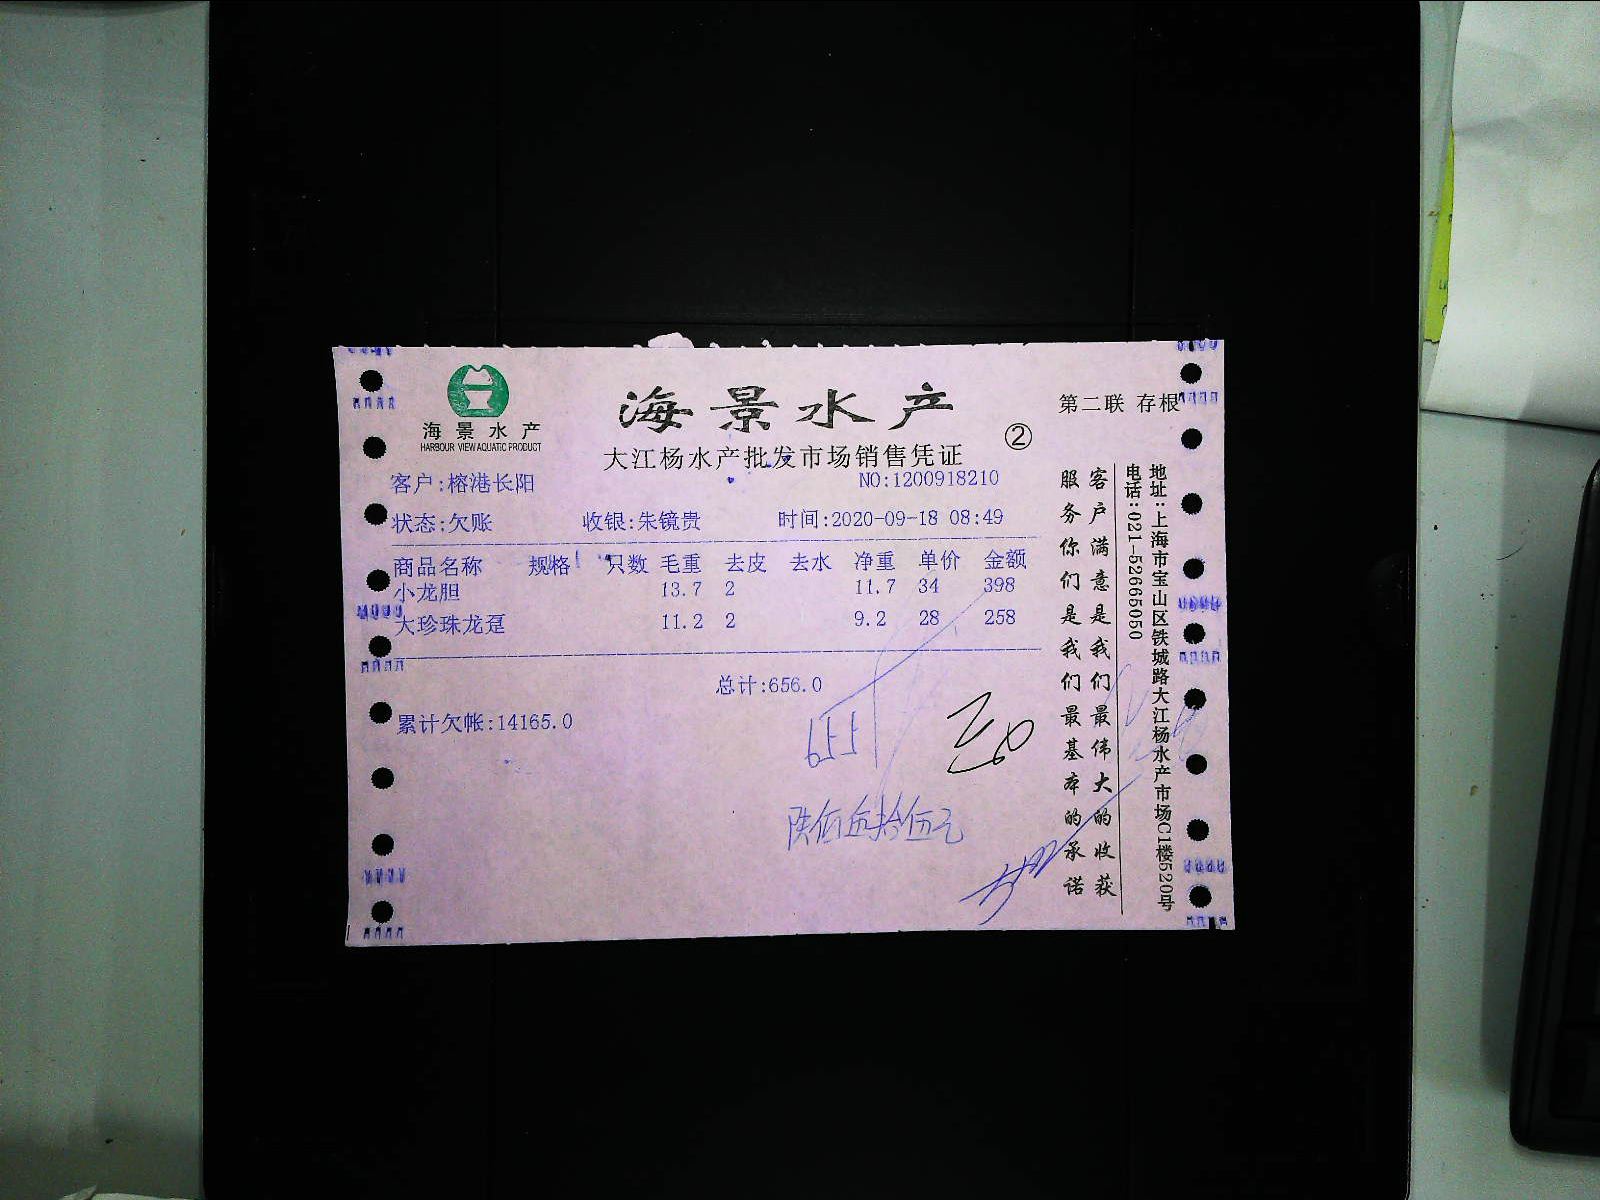 海景水产
HARBOUR VIEW AQUATIC PRODUCT
海景水产
大江杨水产批发市场销售凭证
②
第二联 存根
客户:榕港长阳 NO:1200918210
状态:欠账 收银:朱镜贵 时间:2020-09-18 08:49
商品名称 规格 只数 毛重 去皮 去水 净重 单价 金额
小龙胆 13.7 2 11.7 34 398
大珍珠龙趸 11.2 2 9.2 28 258
总计:656.0
累计欠帐:14165.0
655
陆佰伍拾伍元
客户满意是我们最伟大的收获
服务你们是我们最基本的承诺
地址:上海市宝山区铁城路大江杨水产市场C1楼520号
电话:021-52665050